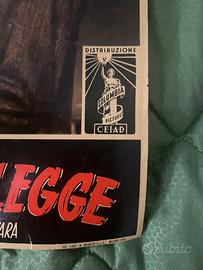 DISTRIBUZIONE
COLUMBIA
PICTURES
CEIAD
LEGGE
ARA
subito